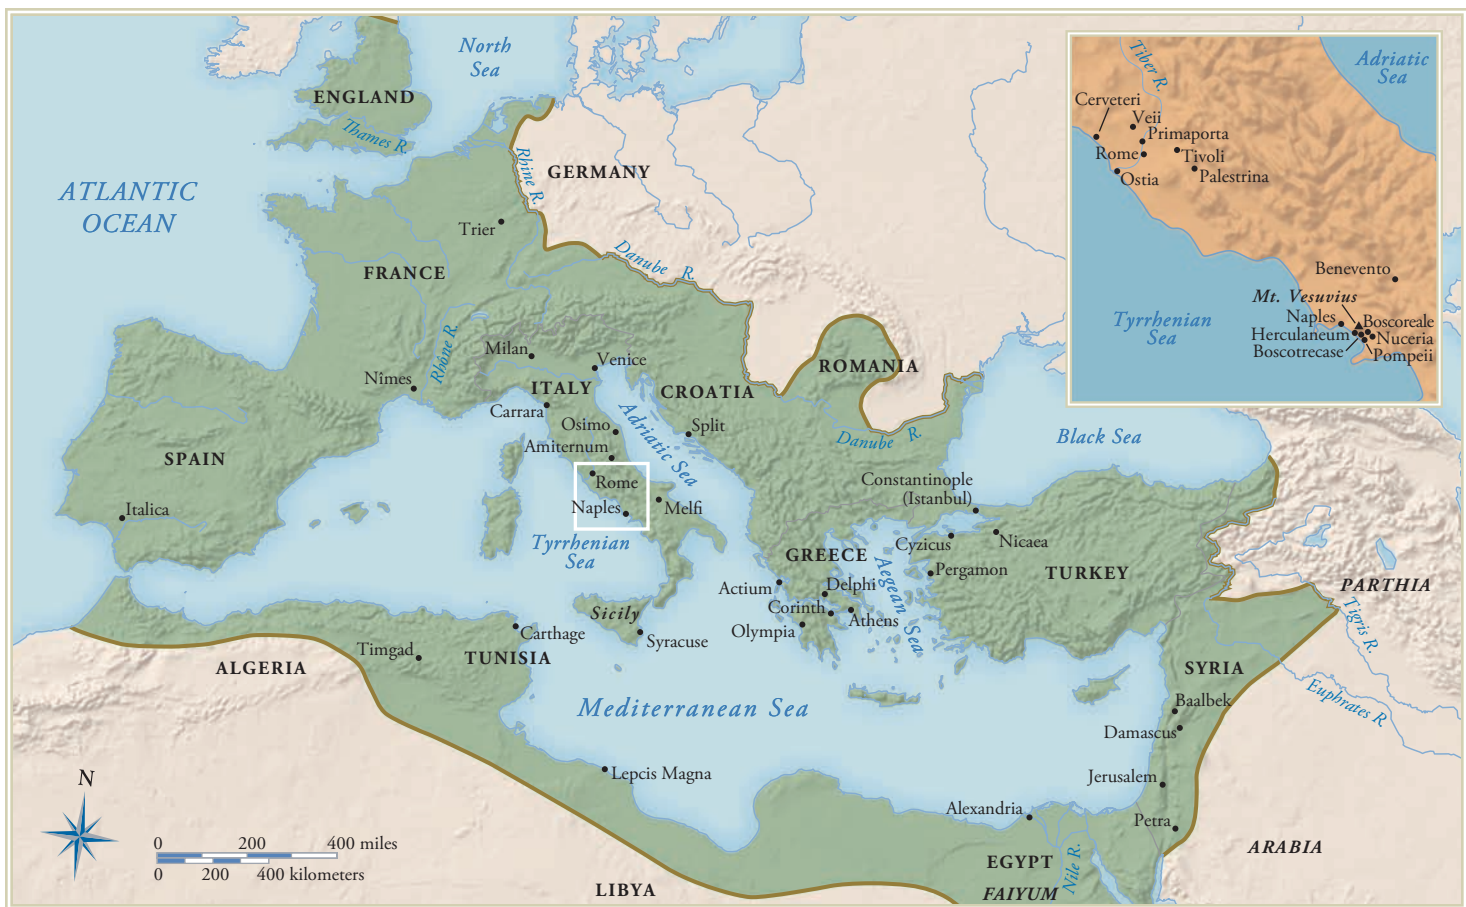 North
Sea
ENGLAND
Thames R.
ATLANTIC
OCEAN
Rhine R.
GERMANY
Trier
FRANCE
Danube R.
Rhône R.
Milan
Venice
Nîmes
ITALY
CROATIA
ROMANIA
Carrara
Osimo
Adriatic Sea
Split
Amiternum
Danube R.
Black Sea
SPAIN
Rome
Italica
Naples
Melfi
Constantinople
(Istanbul)
Tyrrhenian
Sea
GREECE
Cyzicus
Nicaea
Aegean Sea
Pergamon
TURKEY
PARTHIA
Actium
Delphi
Sicily
Corinth
Athens
Olympia
Tigris R.
Carthage
Syracuse
Timgad
TUNISIA
ALGERIA
SYRIA
Mediterranean Sea
Baalbek
Euphrates R.
Damascus
Lepcis Magna
Jerusalem
Alexandria
Petra
N
0 200 400 miles
0 200 400 kilometers
LIBYA
EGYPT
Nile R.
FAIYUM
ARABIA
Tiber R.
Adriatic
Sea
Cerveteri
Veii
Primaporta
Rome
Tivoli
Ostia
Palestrina
Benevento
Mt. Vesuvius
Tyrrhenian
Sea
Naples
Boscoreale
Herculaneum
Nuceria
Boscotrecase
Pompeii